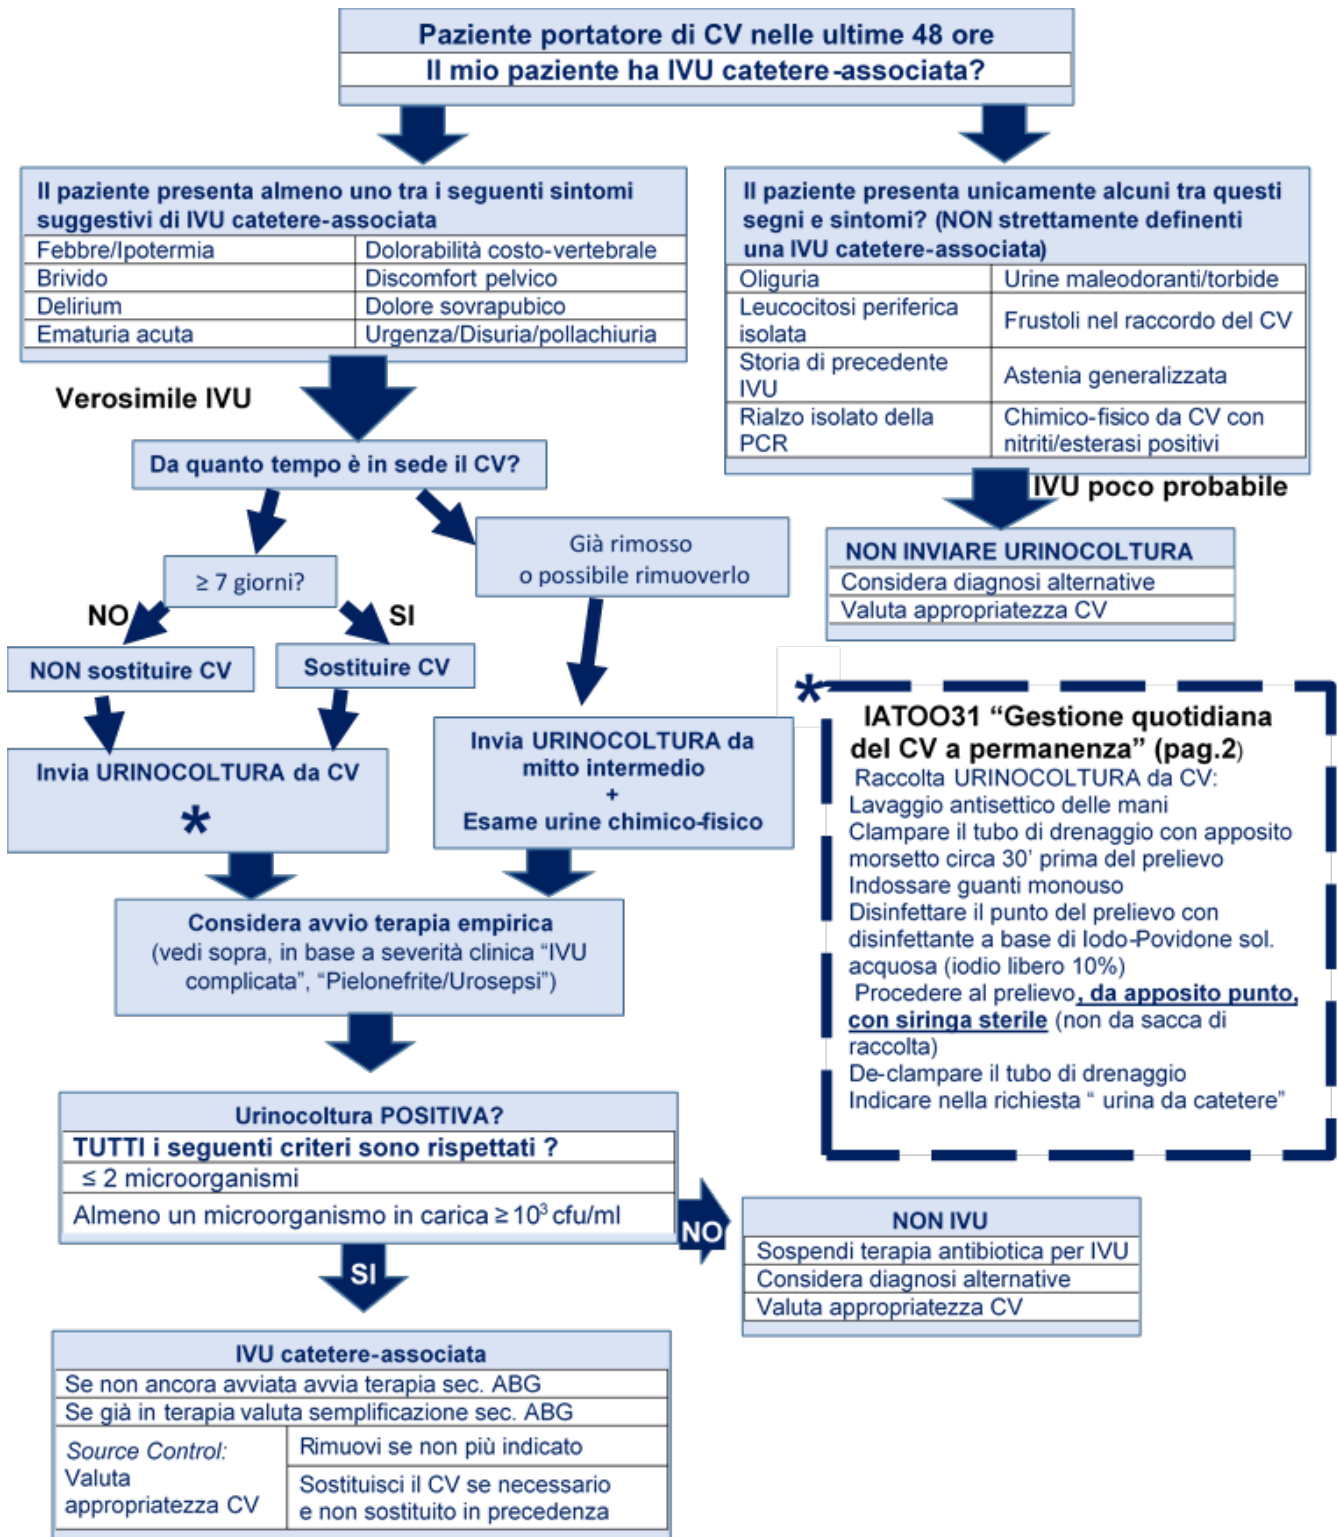 Paziente portatore di CV nelle ultime 48 ore
Il mio paziente ha IVU catetere-associata?
Il paziente presenta almeno uno tra i seguenti sintomi
suggestivi di IVU catetere-associata
Febbre/Ipotermia
Dolorabilità costo-vertebrale
Brivido
Discomfort pelvico
Delirium
Dolore sovrapubico
Ematuria acuta
Urgenza/Disuria/pollachiuria
Il paziente presenta unicamente alcuni tra questi
segni e sintomi? (NON strettamente definenti
una IVU catetere-associata)
Oliguria
Urine maleodoranti/torbide
Leucocitosi periferica
isolata
Frustoli nel raccordo del CV
Storia di precedente
IVU
Astenia generalizzata
Rialzo isolato della
PCR
Chimico-fisico da CV con
nitriti/esterasi positivi
Verosimile IVU
IVU poco probabile
Da quanto tempo è in sede il CV?
NON INVIARE URINOCOLTURA
Considera diagnosi alternative
Valuta appropriatezza CV
≥ 7 giorni?
Già rimosso
o possibile rimuoverlo
NO
SI
NON sostituire CV
Sostituire CV
Invia URINOCOLTURA da CV
*
Invia URINOCOLTURA da
mitto intermedio
+
Esame urine chimico-fisico
*
IATOO31 “Gestione quotidiana
del CV a permanenza” (pag.2)
Raccolta URINOCOLTURA da CV:
Lavaggio antisettico delle mani
Clampare il tubo di drenaggio con apposito
morsetto circa 30’ prima del prelievo
Indossare guanti monouso
Disinfettare il punto del prelievo con
disinfettante a base di Iodo-Povidone sol.
acquosa (iodio libero 10%)
Procedere al prelievo, da apposito punto,
con siringa sterile (non da sacca di
raccolta)
De-clampare il tubo di drenaggio
Indicare nella richiesta “ urina da catetere”
Considera avvio terapia empirica
(vedi sopra, in base a severità clinica “IVU
complicata”, “Pielonefrite/Urosepsi”)
Urinocoltura POSITIVA?
TUTTI i seguenti criteri sono rispettati ?
≤ 2 microorganismi
Almeno un microorganismo in carica ≥ 10³ cfu/ml
NO
SI
NON IVU
Sospendi terapia antibiotica per IVU
Considera diagnosi alternative
Valuta appropriatezza CV
IVU catetere-associata
Se non ancora avviata avvia terapia sec. ABG
Se già in terapia valuta semplificazione sec. ABG
Source Control:
Valuta
appropriatezza CV
Rimuovi se non più indicato
Sostituisci il CV se necessario
e non sostituito in precedenza